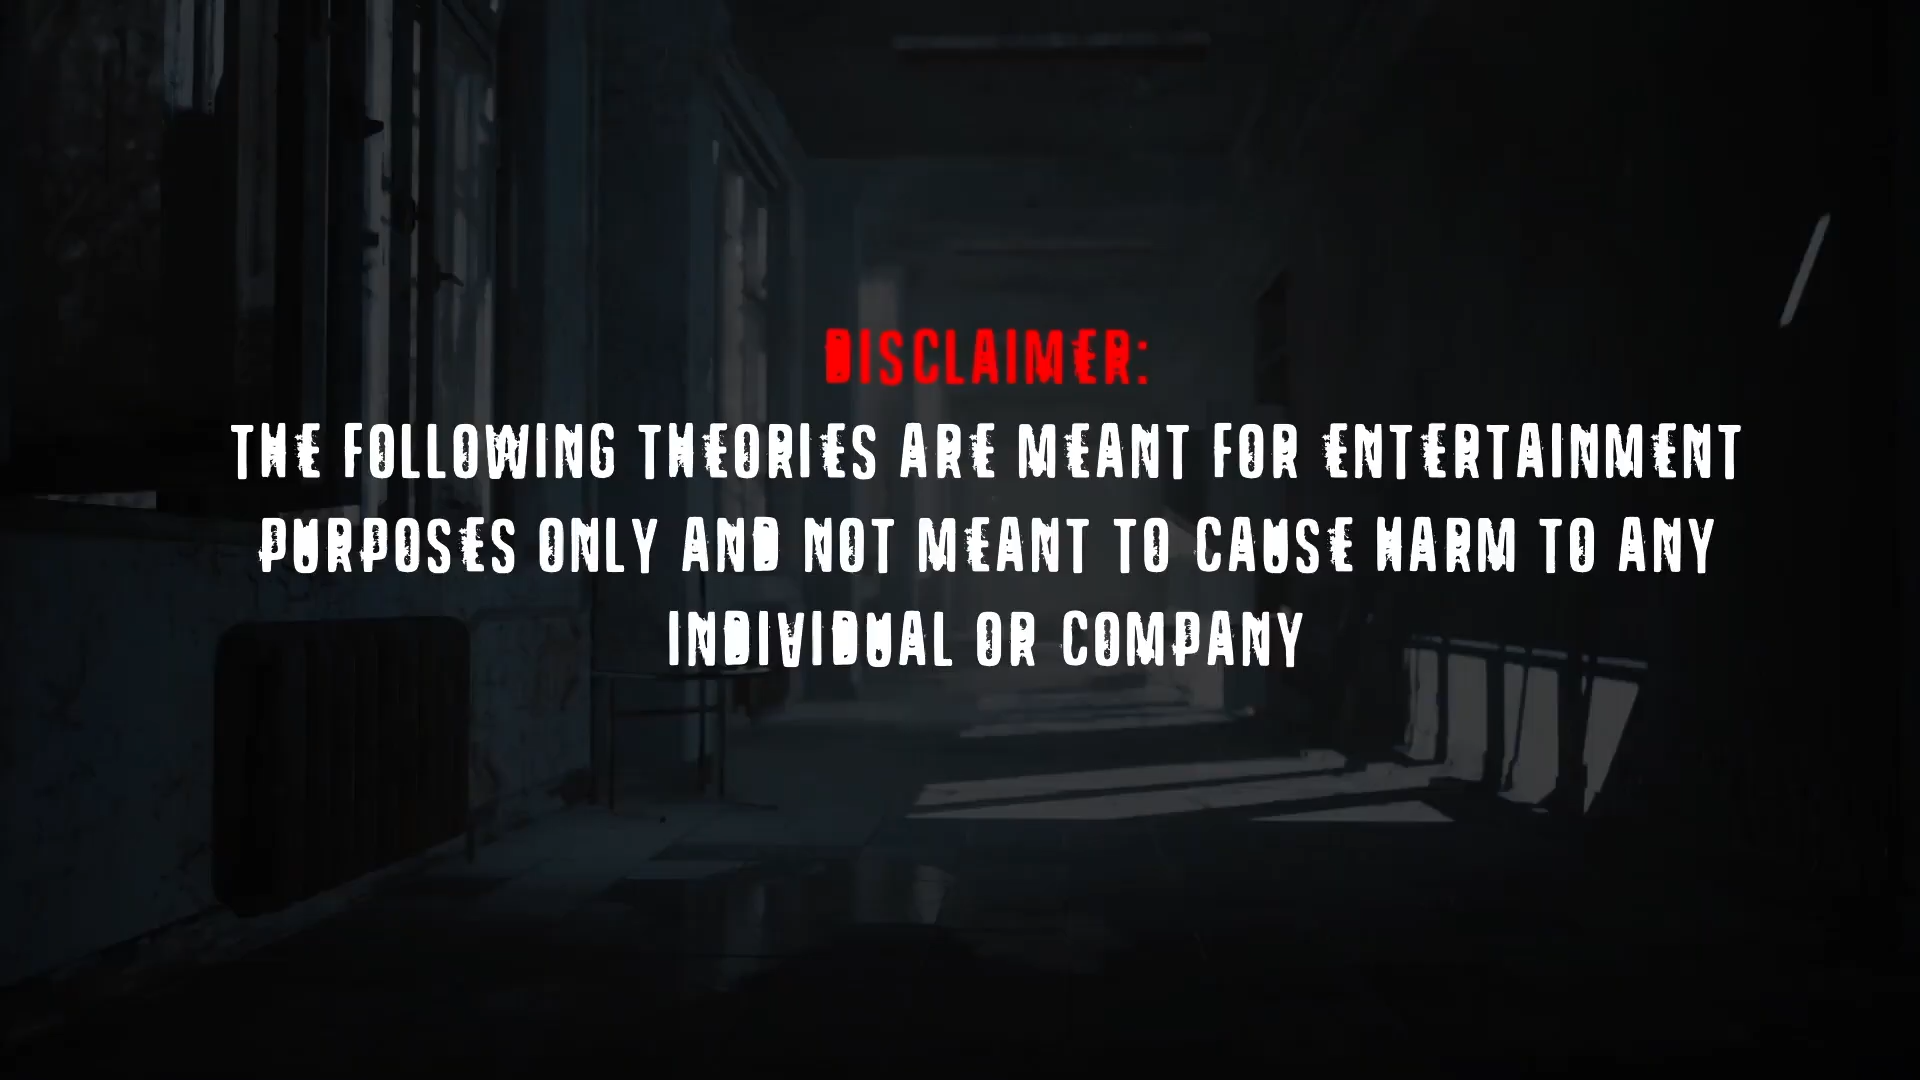 DISCLAIMER:
THE FOLLOWING THEORIES ARE MEANT FOR ENTERTAINMENT
PURPOSES ONLY AND NOT MEANT TO CAUSE HARM TO ANY
INDIVIDUAL OR COMPANY